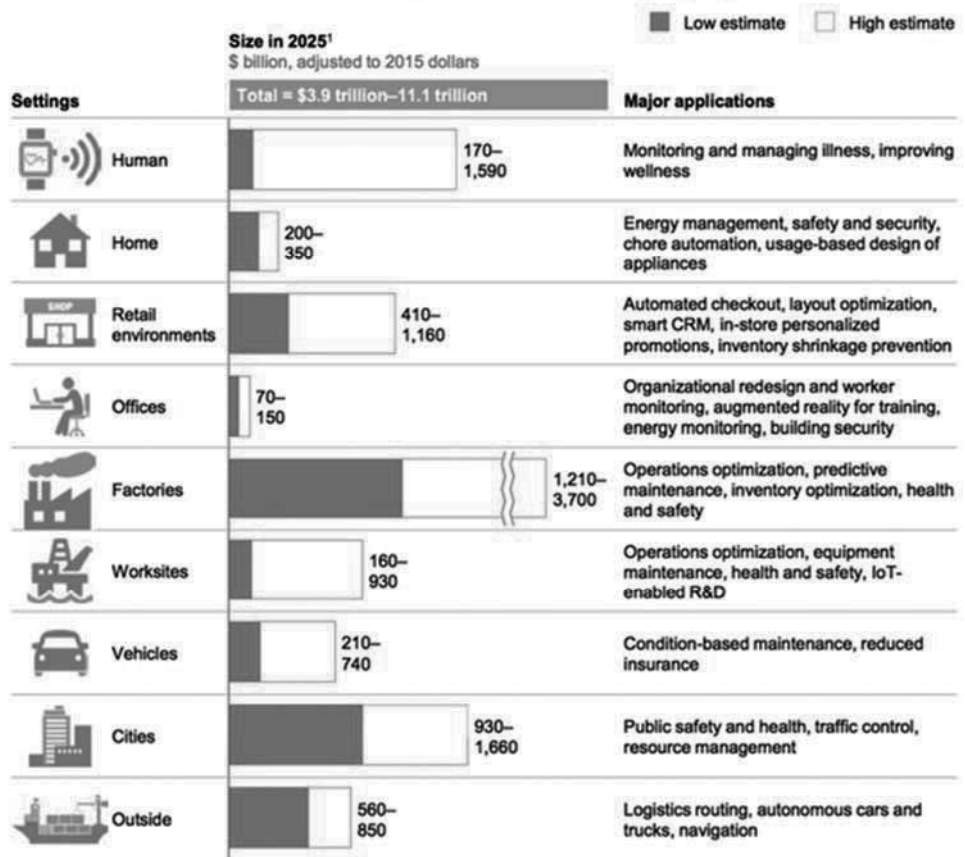 Low estimate
High estimate
Size in 2025¹
$ billion, adjusted to 2015 dollars
Settings
Total = $3.9 trillion–11.1 trillion
Major applications
Human
170–
1,590
Monitoring and managing illness, improving
wellness
Home
200–
350
Energy management, safety and security,
chore automation, usage-based design of
appliances
SHOP
Retail
environments
410–
1,160
Automated checkout, layout optimization,
smart CRM, in-store personalized
promotions, inventory shrinkage prevention
Offices
70–
150
Organizational redesign and worker
monitoring, augmented reality for training,
energy monitoring, building security
Factories
1,210–
3,700
Operations optimization, predictive
maintenance, inventory optimization, health
and safety
Worksites
160–
930
Operations optimization, equipment
maintenance, health and safety, IoT-
enabled R&D
Vehicles
210–
740
Condition-based maintenance, reduced
insurance
Cities
930–
1,660
Public safety and health, traffic control,
resource management
Outside
560–
850
Logistics routing, autonomous cars and
trucks, navigation